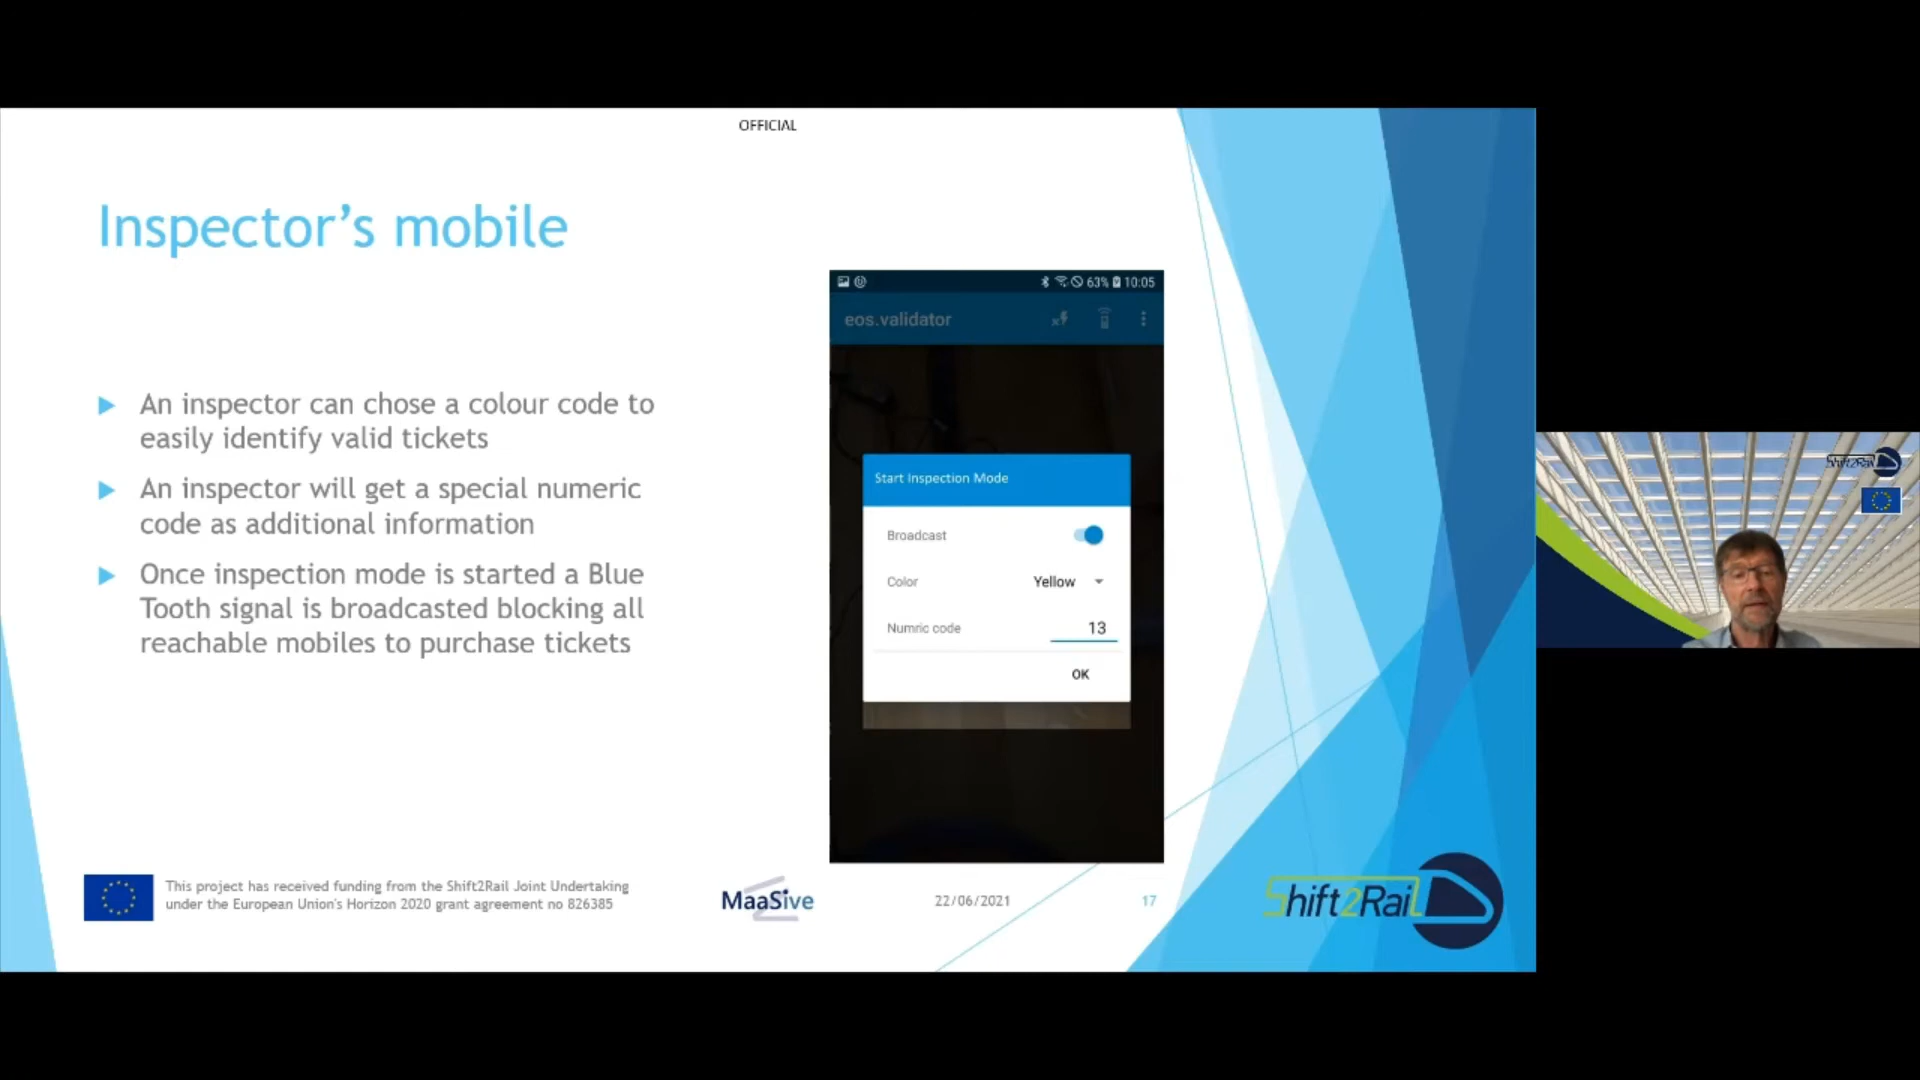 OFFICIAL
Inspector's mobile
An inspector can chose a colour code to
easily identify valid tickets
An inspector will get a special numeric
code as additional information
Once inspection mode is started a Blue
Tooth signal is broadcasted blocking all
reachable mobiles to purchase tickets
63% 10:05
eos.validator
Start Inspection Mode
Broadcast
Color Yellow
Numric code 13
OK
This project has received funding from the Shift2Rail Joint Undertaking
under the European Union's Horizon 2020 grant agreement no 826385
MaaSive
22/06/2021
17
Shift2Rail
Shift2Rail